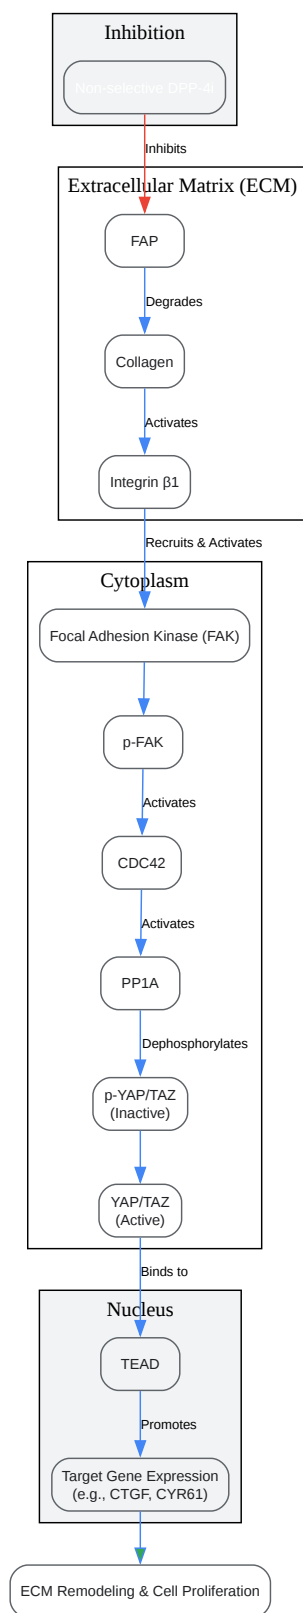 Inhibition
Non-selective DPP-4i
Inhibits
Extracellular Matrix (ECM)
FAP
Degrades
Collagen
Activates
Integrin β1
Recruits & Activates
Cytoplasm
Focal Adhesion Kinase (FAK)
p-FAK
Activates
CDC42
Activates
PP1A
Dephosphorylates
p-YAP/TAZ
(Inactive)
YAP/TAZ
(Active)
Binds to
Nucleus
TEAD
Promotes
Target Gene Expression
(e.g., CTGF, CYR61)
ECM Remodeling & Cell Proliferation